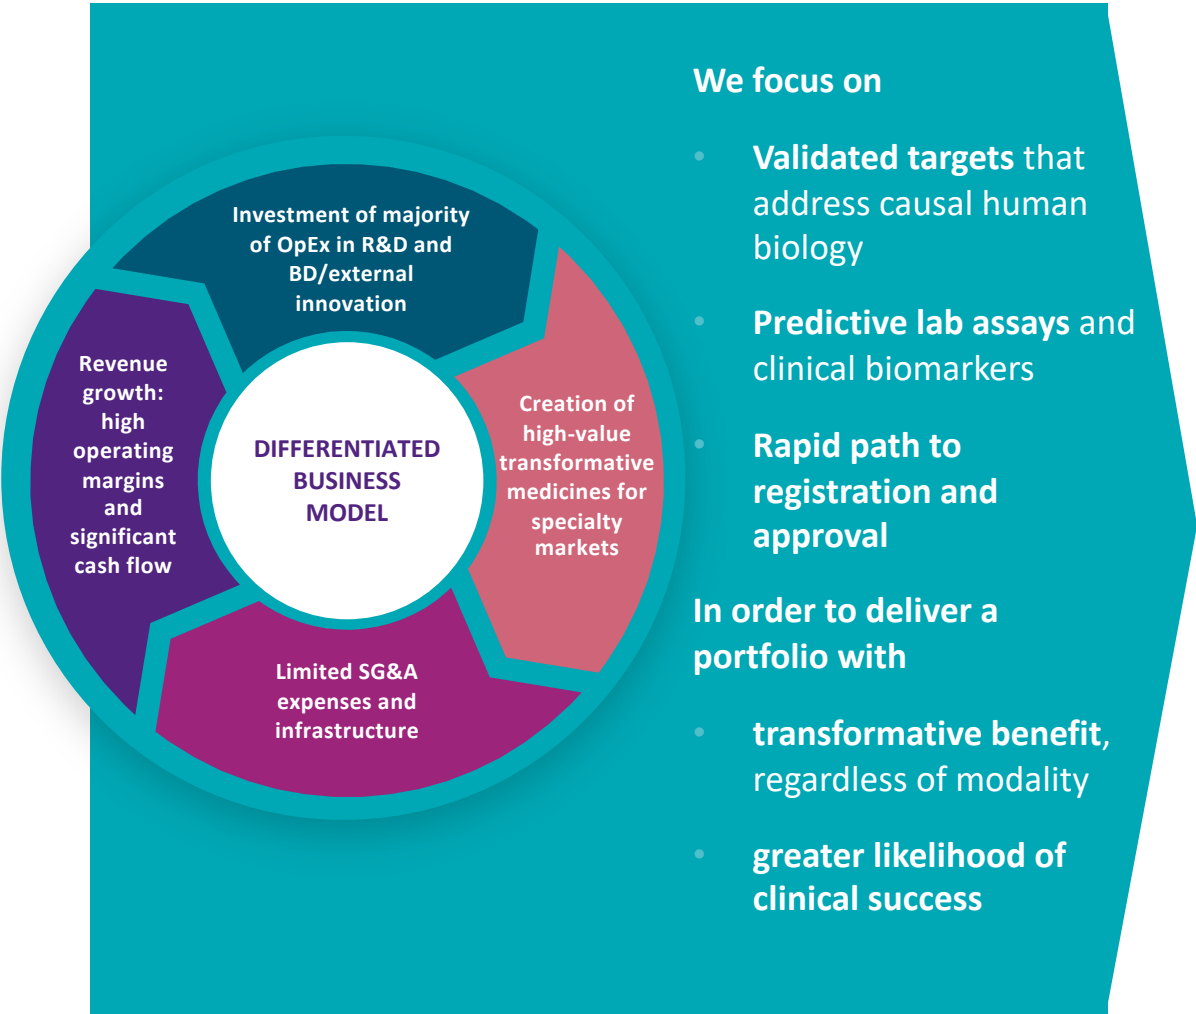 Investment of majority
of OpEx in R&D and
BD/external
innovation
Creation of
high-value
transformative
medicines for
specialty
markets
Limited SG&A
expenses and
infrastructure
Revenue
growth:
high
operating
margins
and
significant
cash flow
DIFFERENTIATED
BUSINESS
MODEL
We focus on
• Validated targets that
address causal human
biology
• Predictive lab assays and
clinical biomarkers
• Rapid path to
registration and
approval
In order to deliver a
portfolio with
• transformative benefit,
regardless of modality
• greater likelihood of
clinical success